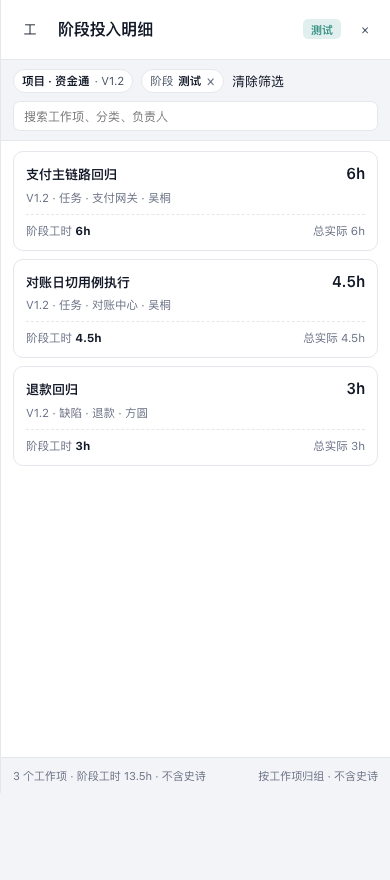 工 阶段投入明细 测试 ×
项目 · 资金通 · V1.2 阶段 测试 × 清除筛选
搜索工作项、分类、负责人
支付主链路回归 6h
V1.2 · 任务 · 支付网关 · 吴桐
阶段工时 6h 总实际 6h
对账日切用例执行 4.5h
V1.2 · 任务 · 对账中心 · 吴桐
阶段工时 4.5h 总实际 4.5h
退款回归 3h
V1.2 · 缺陷 · 退款 · 方圆
阶段工时 3h 总实际 3h
3 个工作项 · 阶段工时 13.5h · 不含史诗 按工作项归组 · 不含史诗